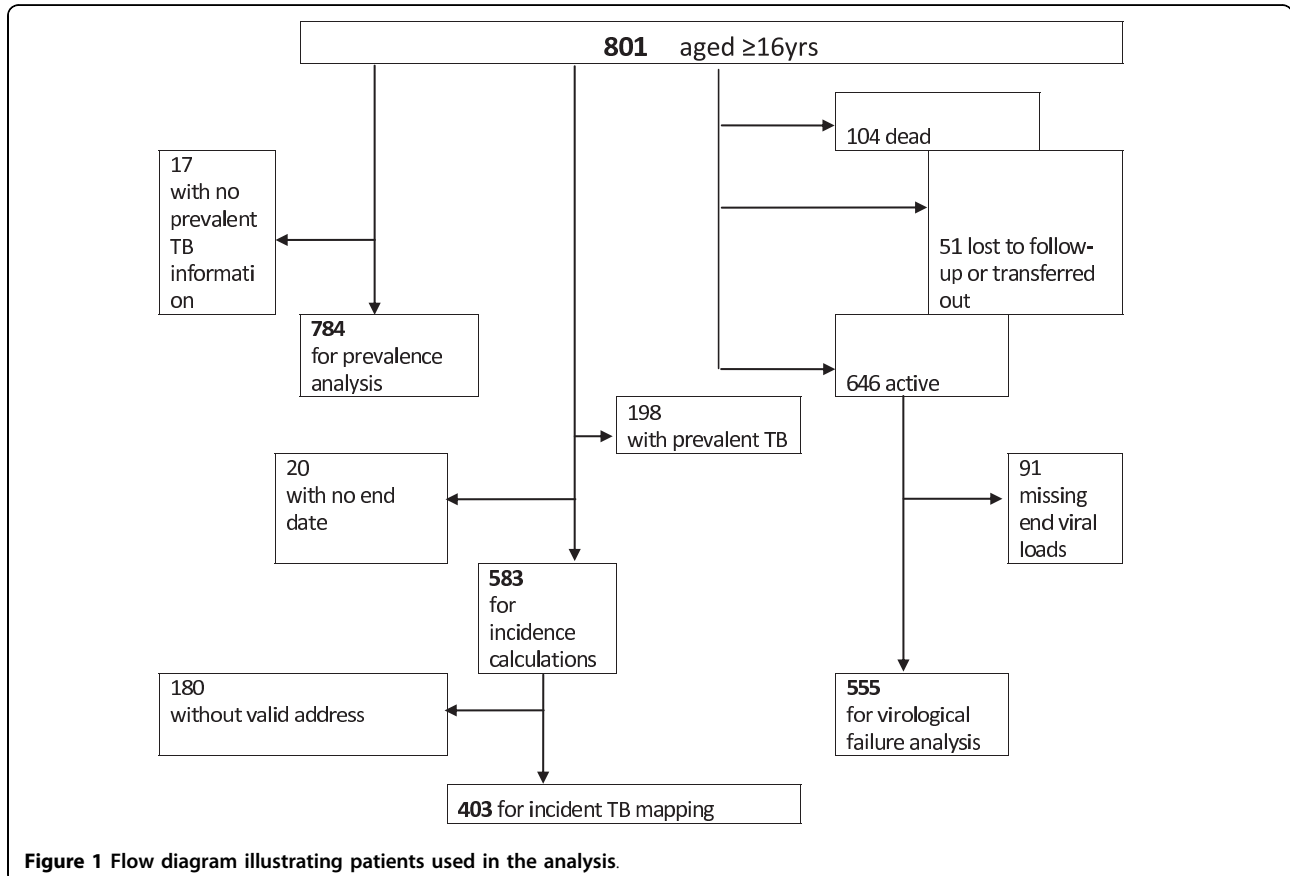 801 aged ≥16yrs
104 dead
17
with no
prevalent
TB
informati
on
51 lost to follow-
up or transferred
out
784
for prevalence
analysis
646 active
198
with prevalent TB
20
with no end
date
91
missing
end viral
loads
583
for
incidence
calculations
180
without valid address
555
for virological
failure analysis
403 for incident TB mapping
Figure 1 Flow diagram illustrating patients used in the analysis.